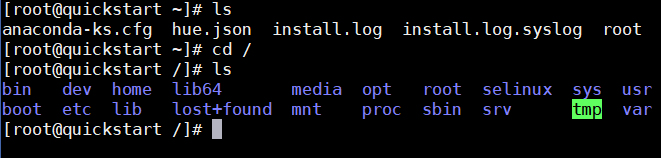 [root@quickstart ~]# ls
anaconda-ks.cfg  hue.json  install.log  install.log.syslog  root
[root@quickstart ~]# cd /
[root@quickstart /]# ls
bin   dev  home  lib64       media  opt   root  selinux  sys  usr
boot  etc  lib   lost+found  mnt    proc  sbin  srv      tmp  var
[root@quickstart /]#